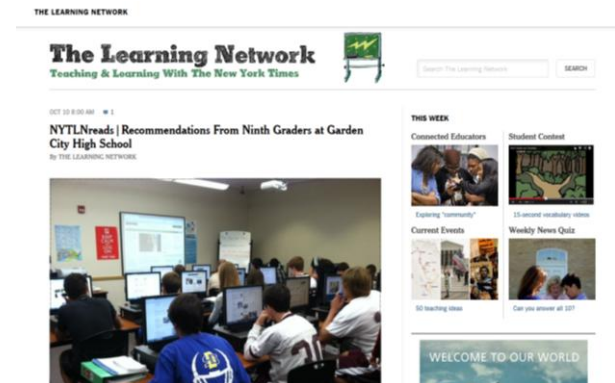 THE LEARNING NETWORK
The Learning Network
Teaching & Learning With The New York Times
Search The Learning Network
SEARCH
OCT 10 8:00 AM 1
NYTLNreads | Recommendations From Ninth Graders at Garden
City High School
By THE LEARNING NETWORK
THIS WEEK
Connected Educators
Student Contest
Exploring "community"
15-second vocabulary videos
Current Events
Weekly News Quiz
50 teaching ideas
Can you answer all 10?
WELCOME TO OUR WORLD